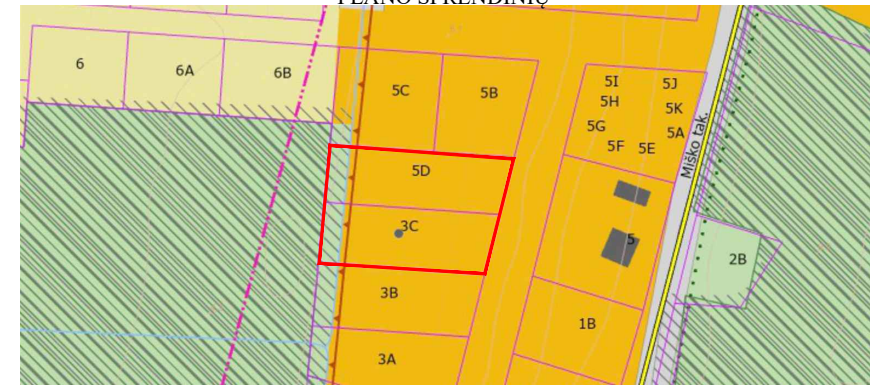 PLANO SPRENDINIŲ
6
6A
6B
5C
5B
5I
5J
5H
5K
5G
5A
5F
5E
Miško tak.
5D
3C
5
2B
3B
1B
3A